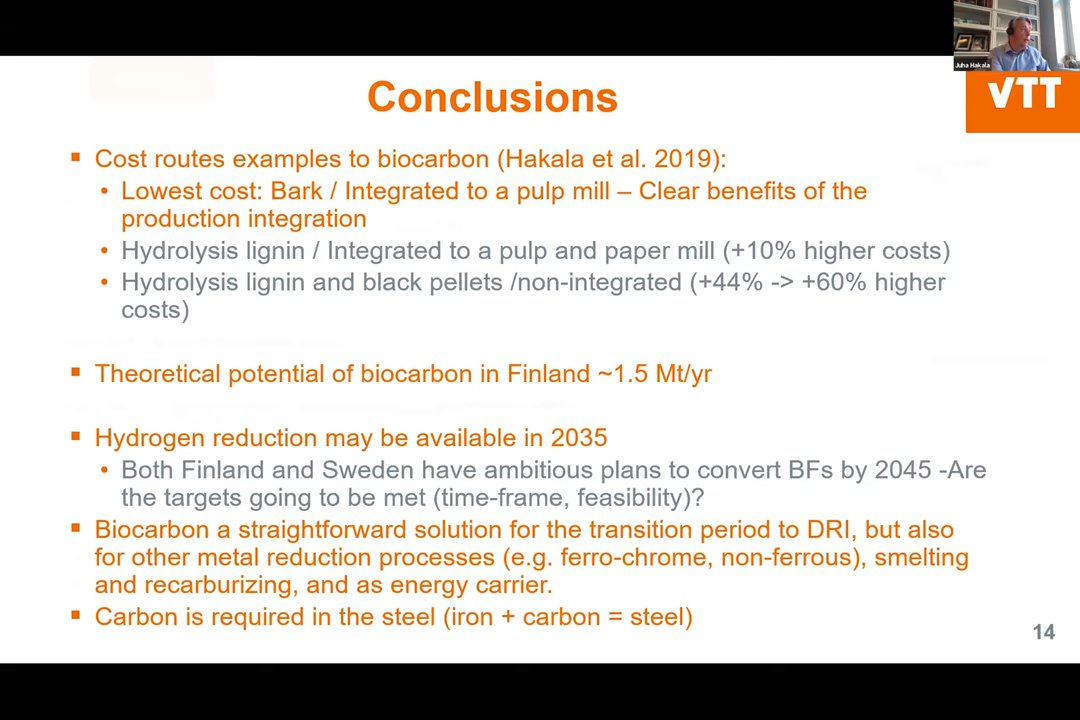 Juha Hakala
VTT
Conclusions
▪ Cost routes examples to biocarbon (Hakala et al. 2019):
• Lowest cost: Bark / Integrated to a pulp mill – Clear benefits of the
production integration
• Hydrolysis lignin / Integrated to a pulp and paper mill (+10% higher costs)
• Hydrolysis lignin and black pellets /non-integrated (+44% -> +60% higher
costs)
▪ Theoretical potential of biocarbon in Finland ~1.5 Mt/yr
▪ Hydrogen reduction may be available in 2035
• Both Finland and Sweden have ambitious plans to convert BFs by 2045 -Are
the targets going to be met (time-frame, feasibility)?
▪ Biocarbon a straightforward solution for the transition period to DRI, but also
for other metal reduction processes (e.g. ferro-chrome, non-ferrous), smelting
and recarburizing, and as energy carrier.
▪ Carbon is required in the steel (iron + carbon = steel)
14